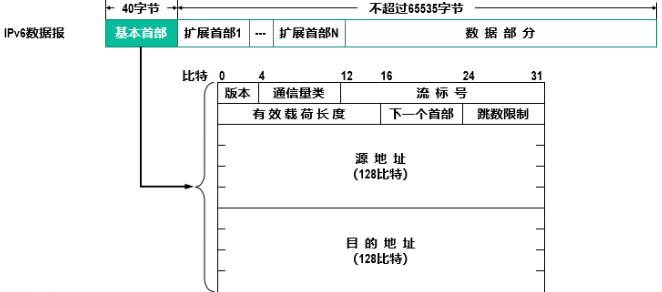 40字节 不超过65535字节
IPv6数据报 基本首部 扩展首部1 --- 扩展首部N 数据部分
比特 0 4 12 16 24 31
版本 通信量类 流标号
有效载荷长度 下一个首部 跳数限制
源地址
(128比特)
目的地址
(128比特)